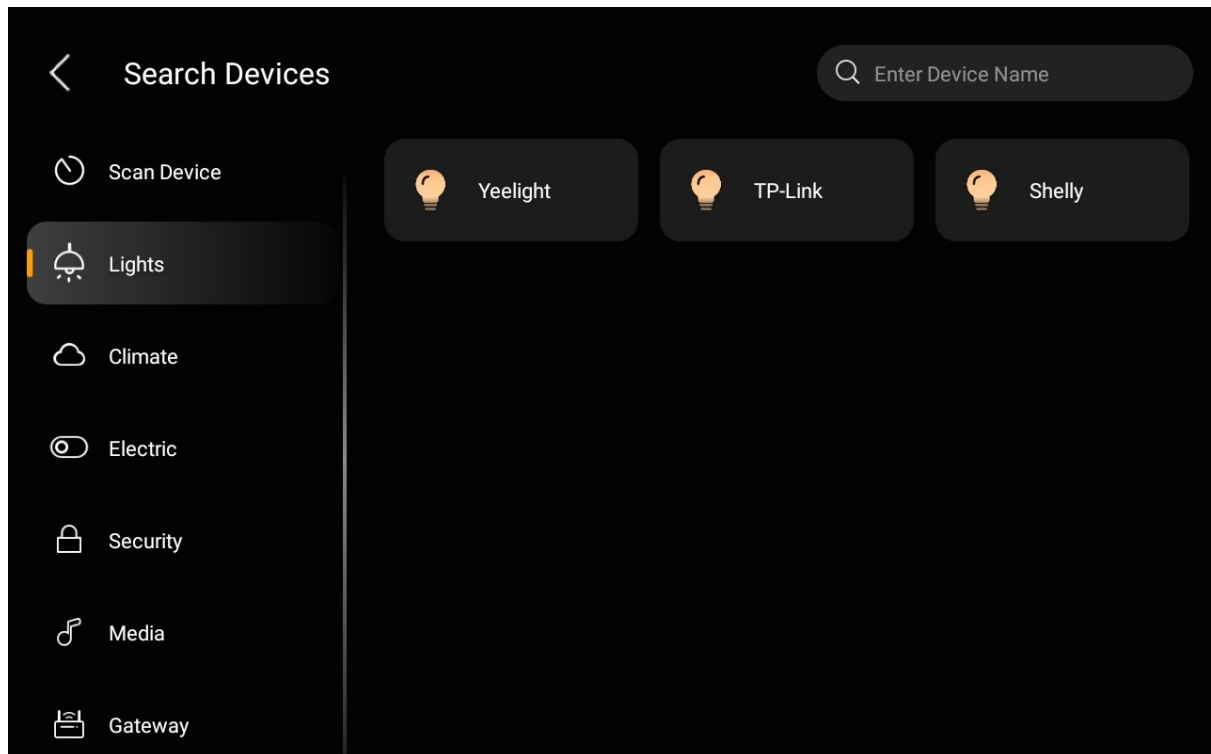 Search Devices
Enter Device Name
Scan Device
Lights
Climate
Electric
Security
Media
Gateway
Yeelight
TP-Link
Shelly